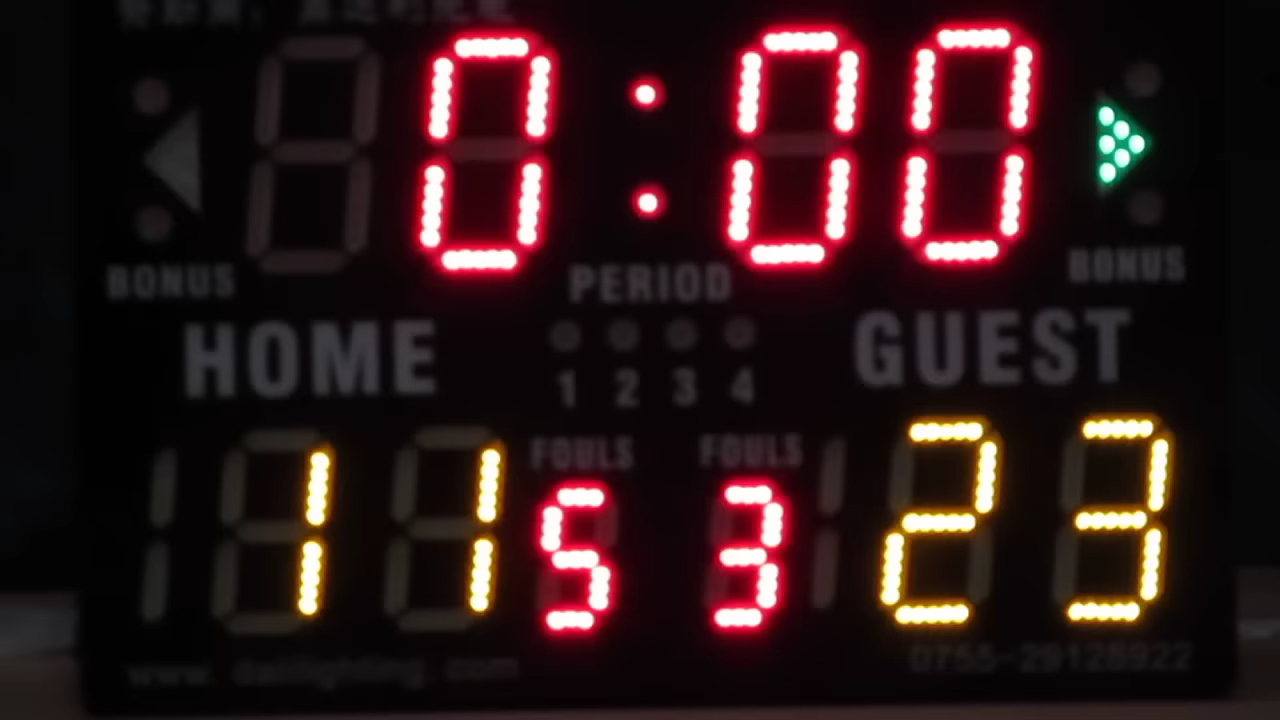 0:00
BONUS PERIOD BONUS
HOME GUEST
1 2 3 4
FOULS FOULS
11 5 3 23
0755-29128922